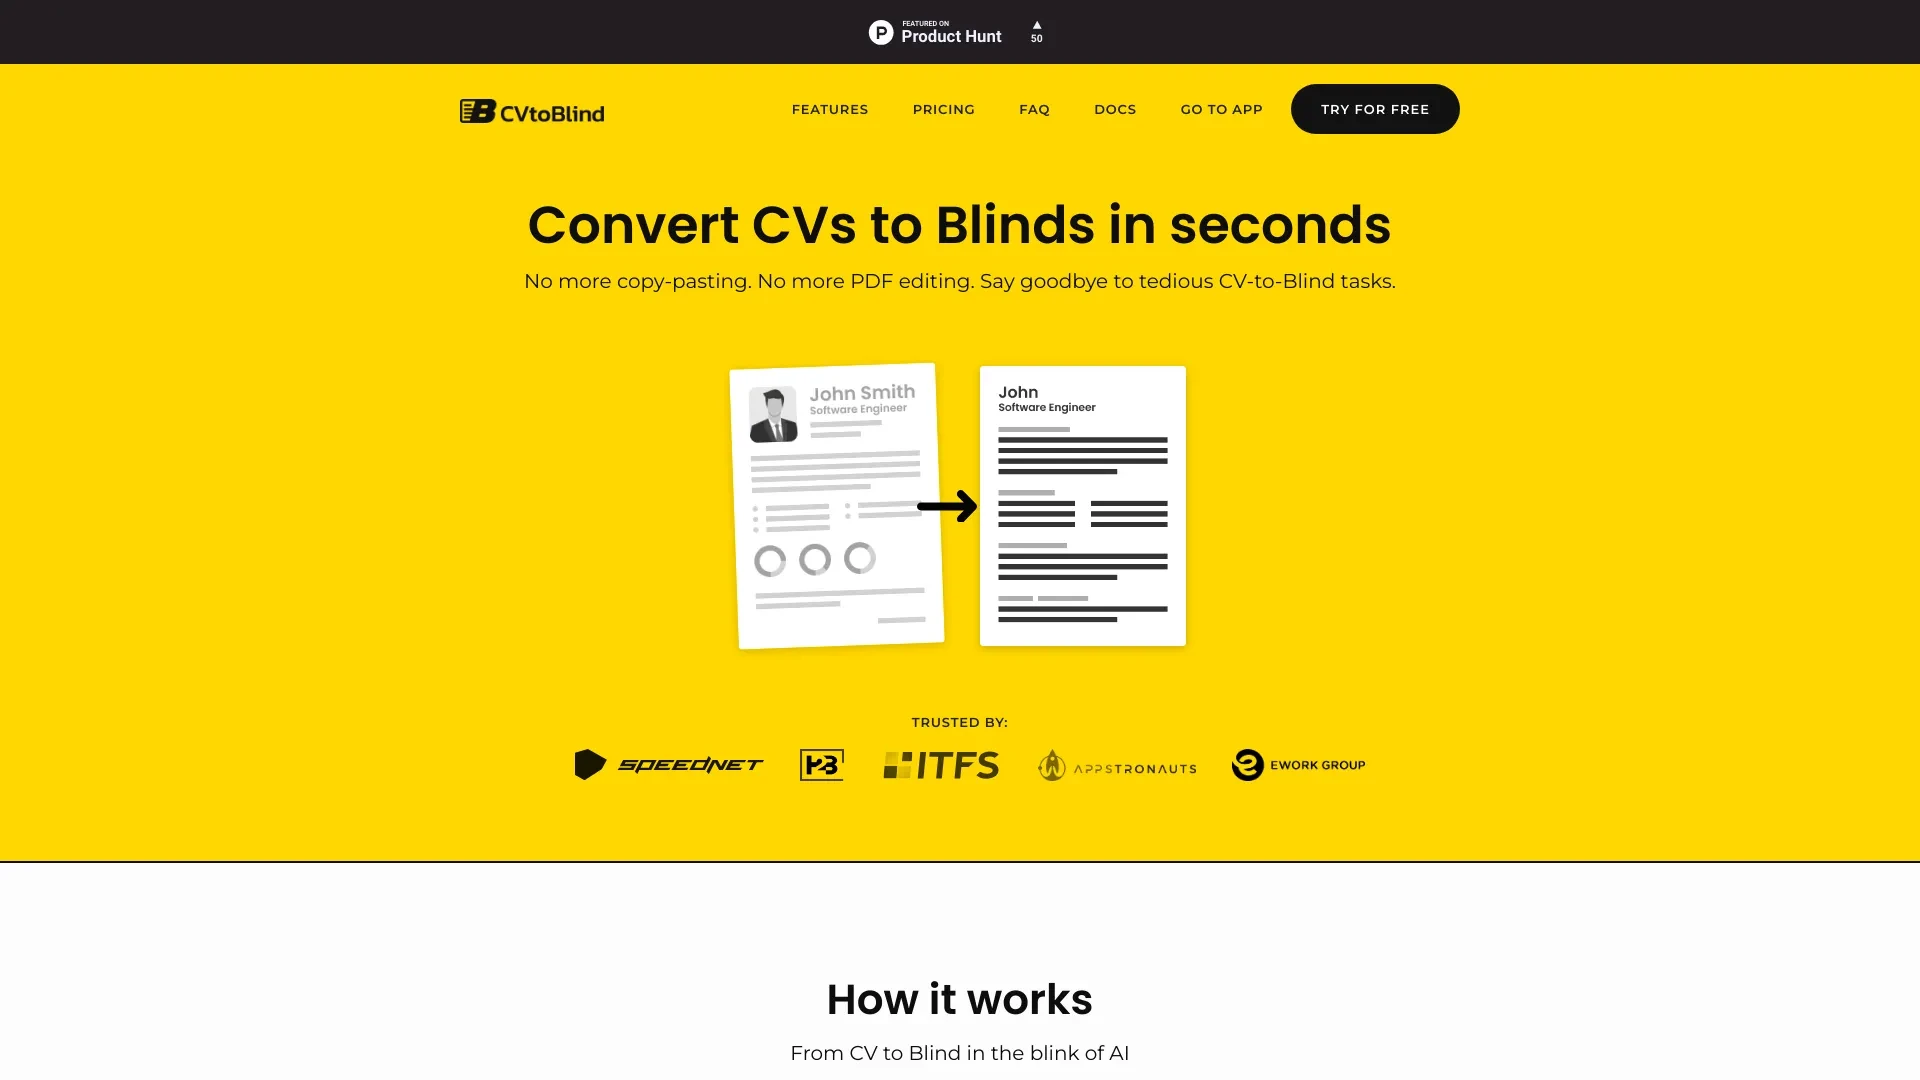 FEATURED ON
Product Hunt
50
CVtoBlind
FEATURES
PRICING
FAQ
DOCS
GO TO APP
TRY FOR FREE
Convert CVs to Blinds in seconds
No more copy-pasting. No more PDF editing. Say goodbye to tedious CV-to-Blind tasks.
John Smith
Software Engineer
John
Software Engineer
TRUSTED BY:
SPEEDNET
P2B
ITFS
APPSTRONAUTS
EWORK GROUP
How it works
From CV to Blind in the blink of AI